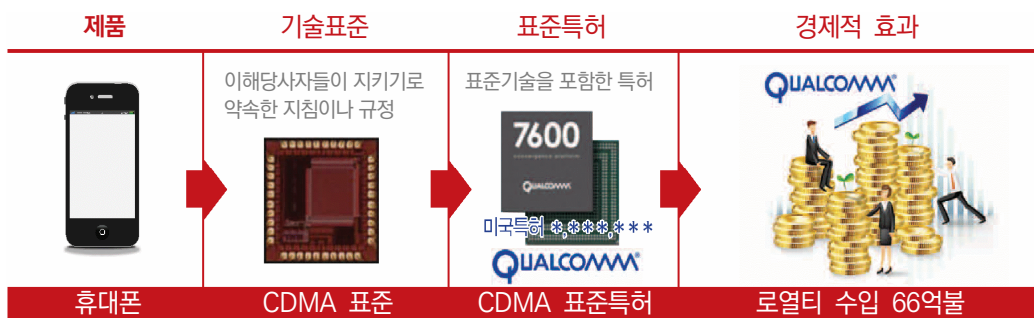 제품
기술표준
표준특허
경제적 효과
이해당사자들이 지키기로
약속한 지침이나 규정
표준기술을 포함한 특허
7600
convergence platform
QUALCOMM
미국특허 *,***,***
QUALCOMM
QUALCOMM
휴대폰
CDMA 표준
CDMA 표준특허
로열티 수입 66억불